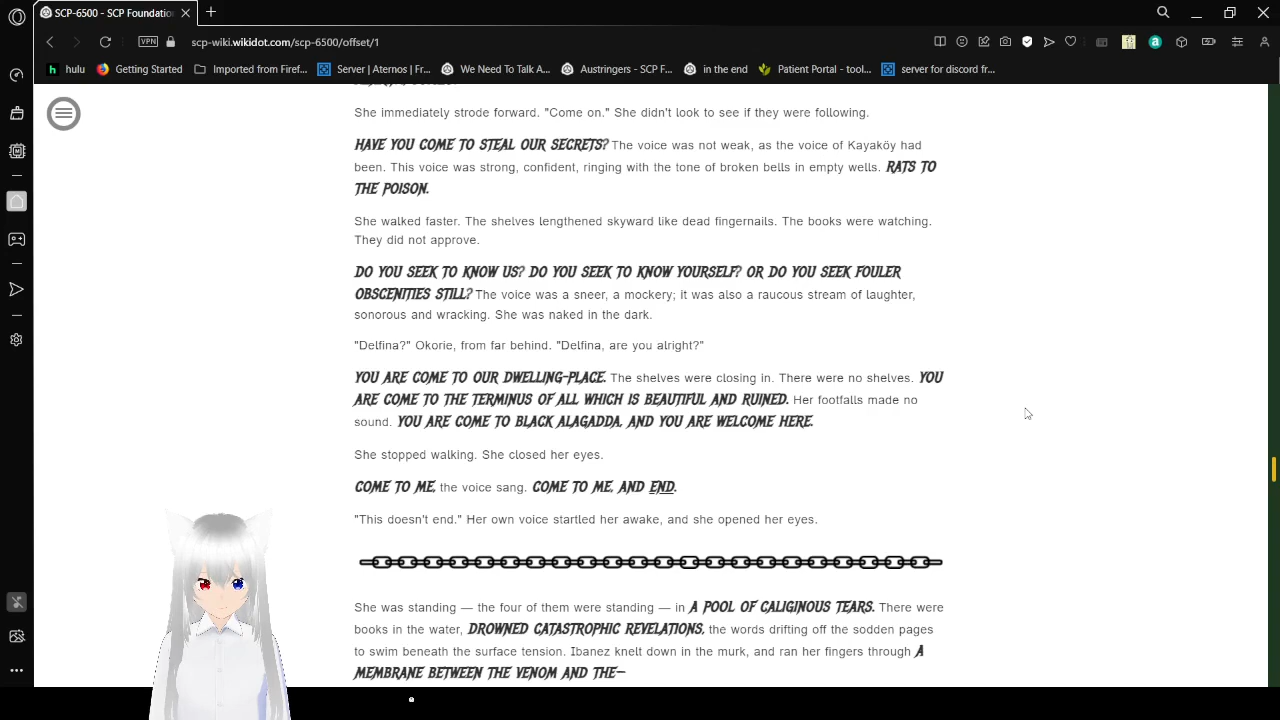 SCP-6500 - SCP Foundatio
VPN
scp-wiki.wikidot.com/scp-6500/offset/1
hulu
Getting Started
Imported from Firef...
Server | Aternos | Fr...
We Need To Talk A...
Austringers - SCP F...
in the end
Patient Portal - tool...
server for discord fr...
She immediately strode forward. "Come on." She didn't look to see if they were following.
HAVE YOU COME TO STEAL OUR SECRETS? The voice was not weak, as the voice of Kayaköy had
been. This voice was strong, confident, ringing with the tone of broken bells in empty wells. RATS TO
THE POISON.
She walked faster. The shelves lengthened skyward like dead fingernails. The books were watching.
They did not approve.
DO YOU SEEK TO KNOW US? DO YOU SEEK TO KNOW YOURSELF? OR DO YOU SEEK FOULER
OBSCENITIES STILL? The voice was a sneer, a mockery; it was also a raucous stream of laughter,
sonorous and wracking. She was naked in the dark.
"Delfina?" Okorie, from far behind. "Delfina, are you alright?"
YOU ARE COME TO OUR DWELLING-PLACE. The shelves were closing in. There were no shelves. YOU
ARE COME TO THE TERMINUS OF ALL WHICH IS BEAUTIFUL AND RUINED. Her footfalls made no
sound. YOU ARE COME TO BLACK ALAGADDA, AND YOU ARE WELCOME HERE.
She stopped walking. She closed her eyes.
COME TO ME, the voice sang. COME TO ME, AND END.
"This doesn't end." Her own voice startled her awake, and she opened her eyes.
She was standing — the four of them were standing — in A POOL OF CALIGINOUS TEARS. There were
books in the water, DROWNED CATASTROPHIC REVELATIONS, the words drifting off the sodden pages
to swim beneath the surface tension. Ibanez knelt down in the murk, and ran her fingers through A
MEMBRANE BETWEEN THE VENOM AND THE—